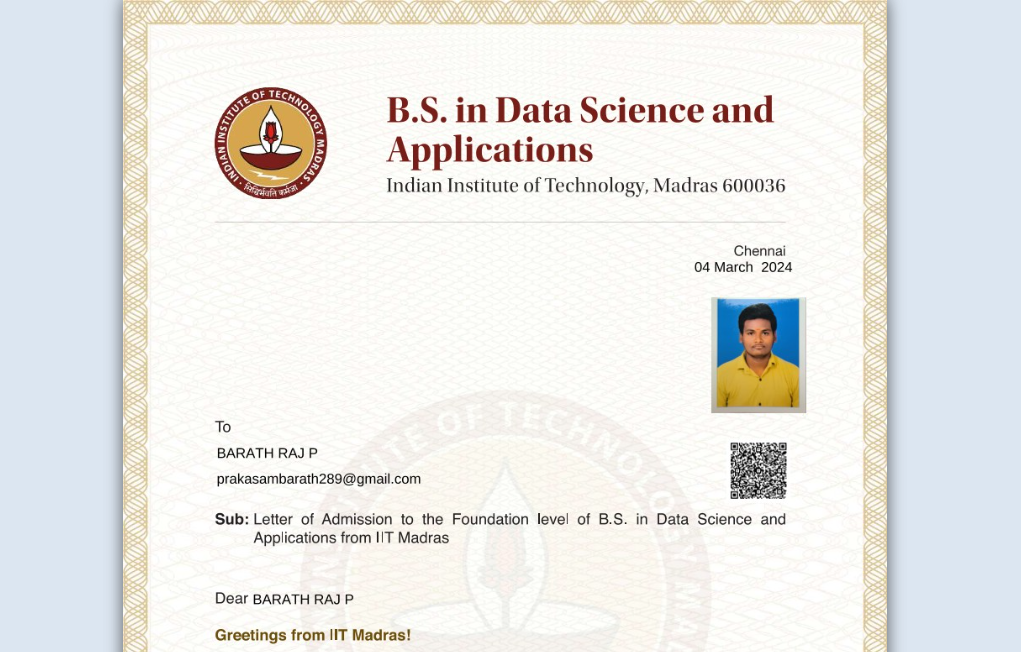 INDIAN INSTITUTE OF TECHNOLOGY MADRAS
सिद्धिर्भवति कर्मजा
B.S. in Data Science and
Applications
Indian Institute of Technology, Madras 600036
Chennai
04 March 2024
To
BARATH RAJ P
prakasambarath289@gmail.com
Sub: Letter of Admission to the Foundation level of B.S. in Data Science and
Applications from IIT Madras
Dear BARATH RAJ P
Greetings from IIT Madras!